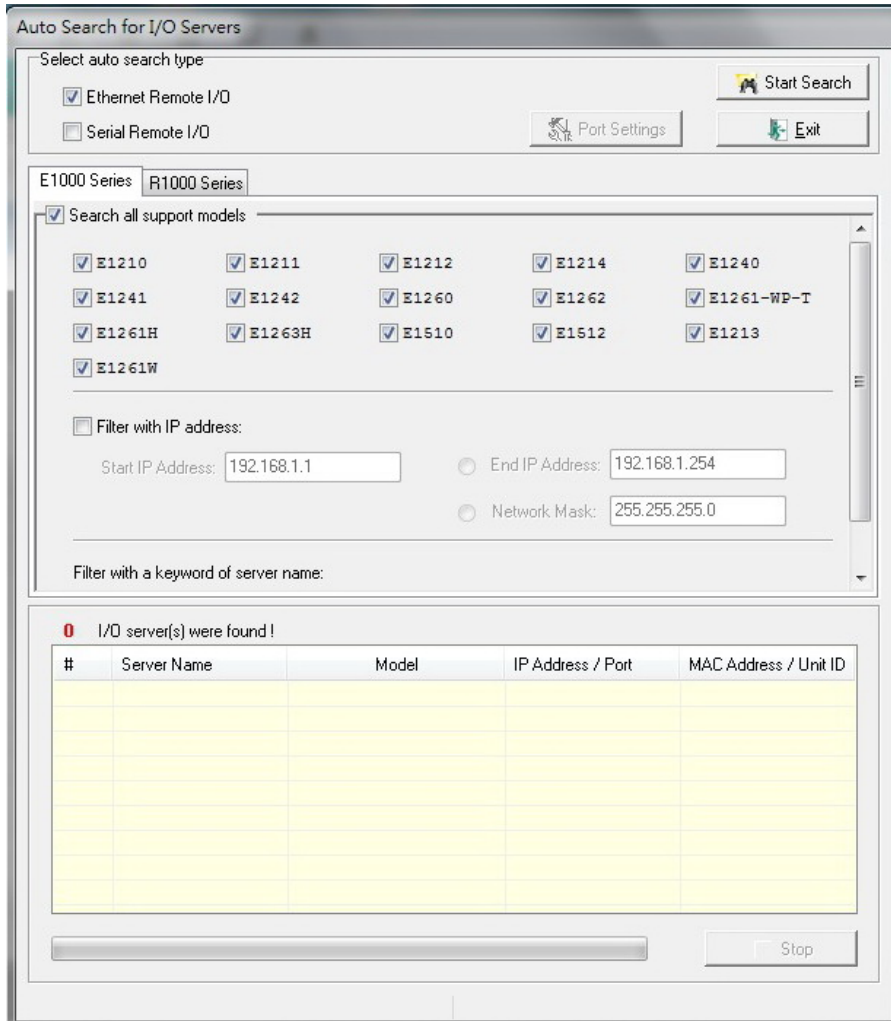 Auto Search for I/O Servers
Select auto search type
Ethernet Remote I/O
Start Search
Serial Remote I/O
Port Settings
Exit
E1000 Series R1000 Series
Search all support models
E1210 E1211 E1212 E1214 E1240
E1241 E1242 E1260 E1262 E1261-WP-T
E1261H E1263H E1510 E1512 E1213
E1261W
Filter with IP address:
Start IP Address: 192.168.1.1 End IP Address: 192.168.1.254
Network Mask: 255.255.255.0
Filter with a keyword of server name:
0 I/O server(s) were found !
# Server Name Model IP Address / Port MAC Address / Unit ID
Stop